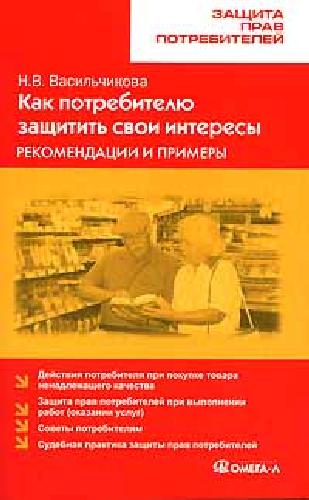 ЗАЩИТА
ПРАВ
ПОТРЕБИТЕЛЕЙ
Н.В. Васильчикова
Как потребителю
защитить свои интересы
РЕКОМЕНДАЦИИ И ПРИМЕРЫ
Действия потребителя при покупке товара
ненадлежащего качества
Защита прав потребителей при выполнении
работ (оказании услуг)
Советы потребителям
Судебная практика защиты прав потребителей
ОМЕГА-Л